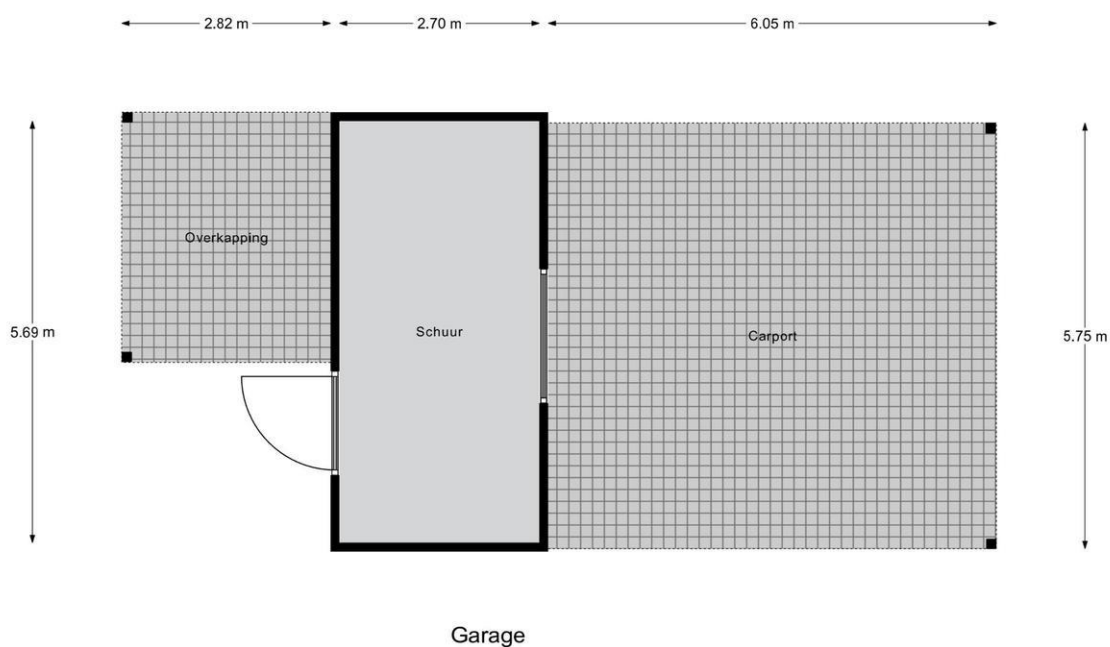 2.82 m
2.70 m
6.05 m
Overkapping
5.69 m
Schuur
Carport
5.75 m
Garage